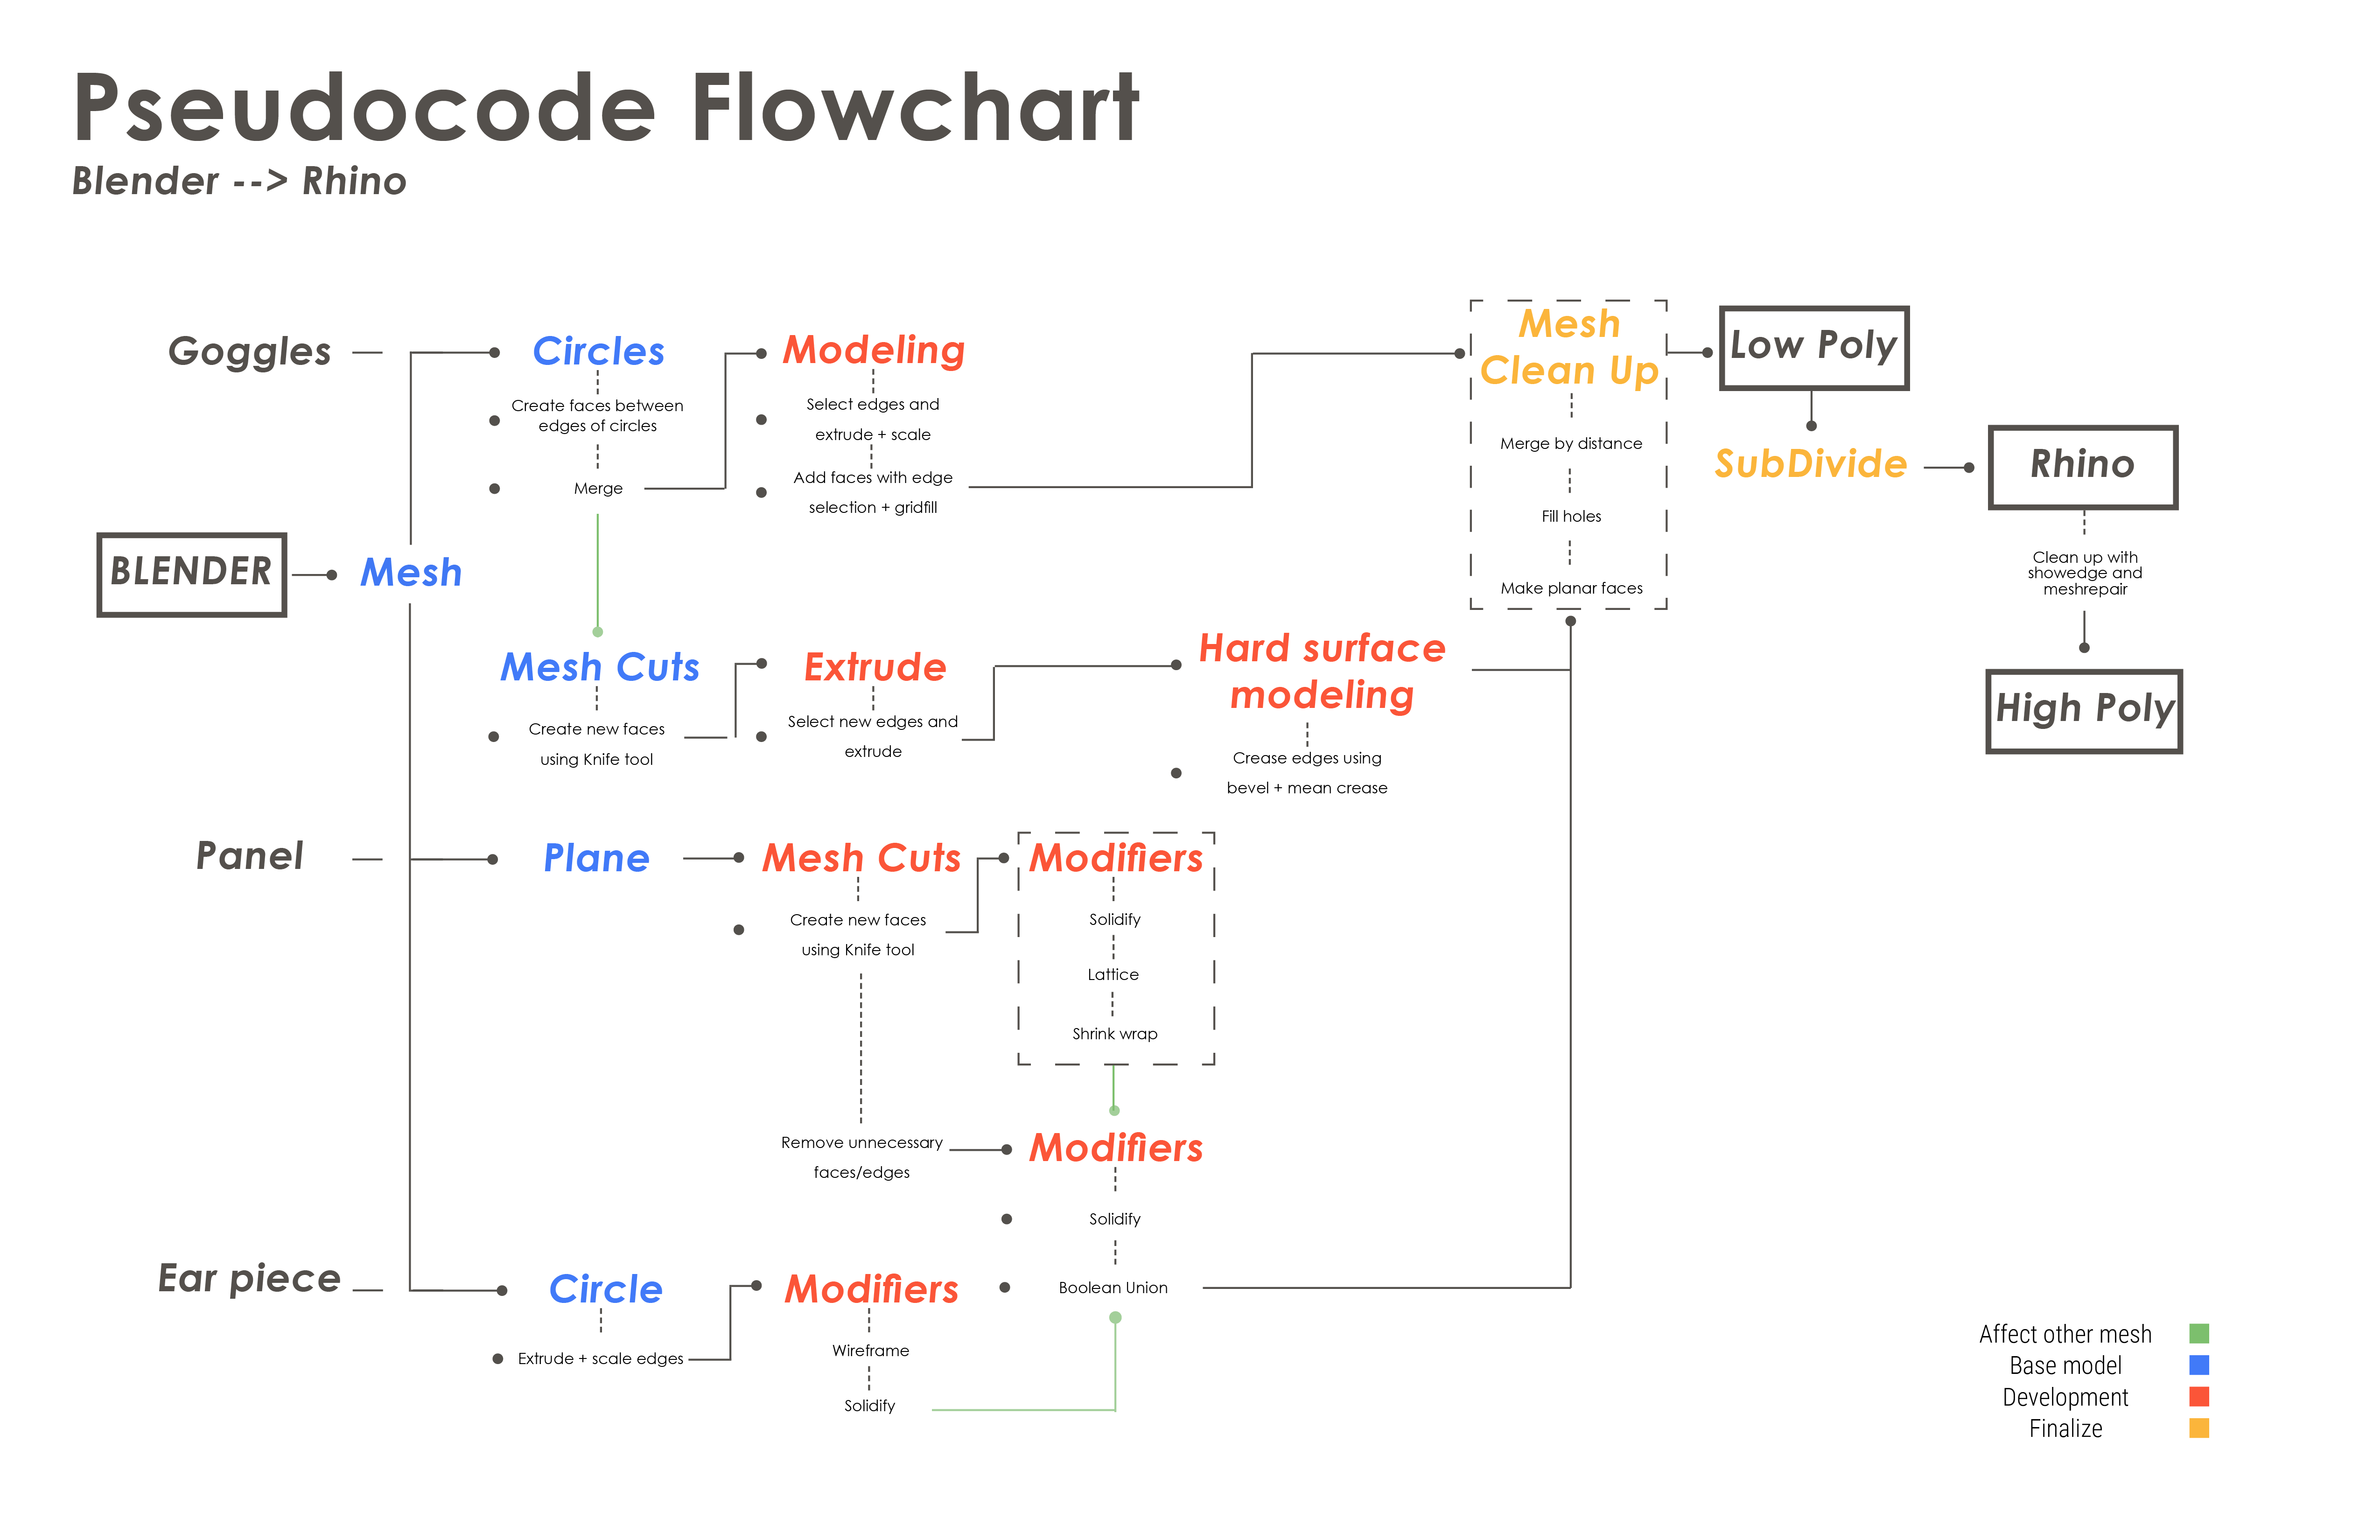 Pseudocode Flowchart
Blender --> Rhino
Goggles
Circles
Create faces between
edges of circles
Merge
Modeling
Select edges and
extrude + scale
Add faces with edge
selection + gridfill
Mesh
Clean Up
Merge by distance
Fill holes
Make planar faces
Low Poly
SubDivide
Rhino
Clean up with
showedge and
meshrepair
High Poly
BLENDER
Mesh
Mesh Cuts
Create new faces
using Knife tool
Extrude
Select new edges and
extrude
Hard surface
modeling
Crease edges using
bevel + mean crease
Panel
Plane
Mesh Cuts
Create new faces
using Knife tool
Remove unnecessary
faces/edges
Modifiers
Solidify
Lattice
Shrink wrap
Modifiers
Solidify
Boolean Union
Ear piece
Circle
Extrude + scale edges
Modifiers
Wireframe
Solidify
Affect other mesh
Base model
Development
Finalize